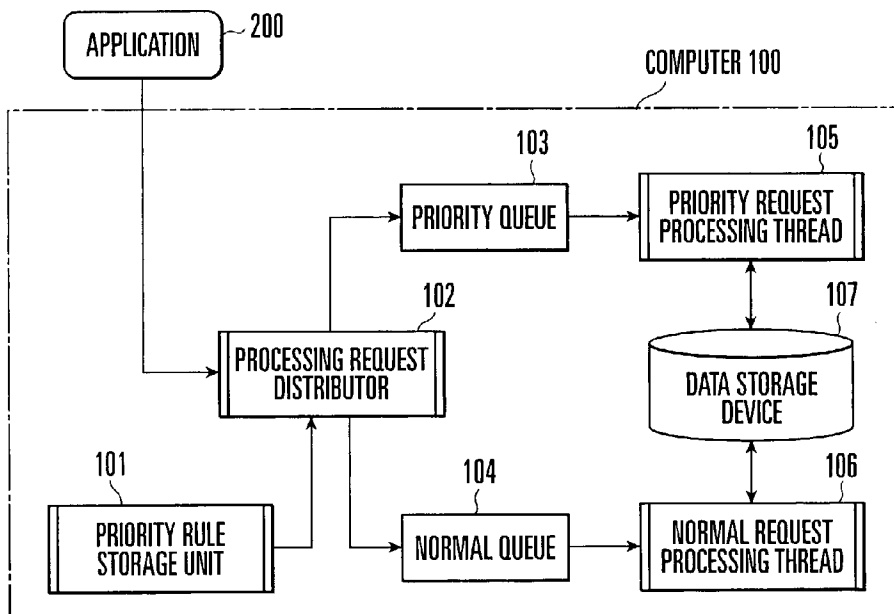 APPLICATION
200
COMPUTER 100
103
PRIORITY QUEUE
105
PRIORITY REQUEST
PROCESSING THREAD
102
PROCESSING REQUEST
DISTRIBUTOR
107
DATA STORAGE
DEVICE
101
PRIORITY RULE
STORAGE UNIT
104
NORMAL QUEUE
106
NORMAL REQUEST
PROCESSING THREAD